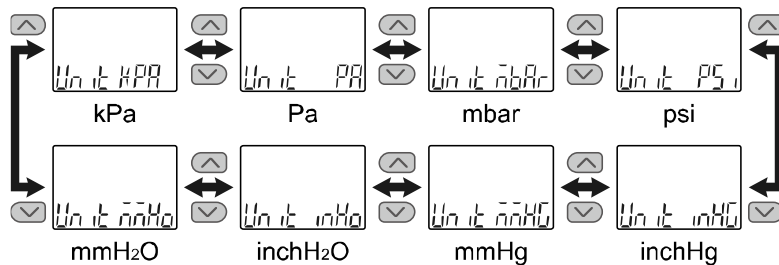 Unit kPA Unit PA Unit mbAr Unit PSi
kPa Pa mbar psi
Unit mmHo Unit inHo Unit mmHG Unit inHG
mmH₂O inchH₂O mmHg inchHg